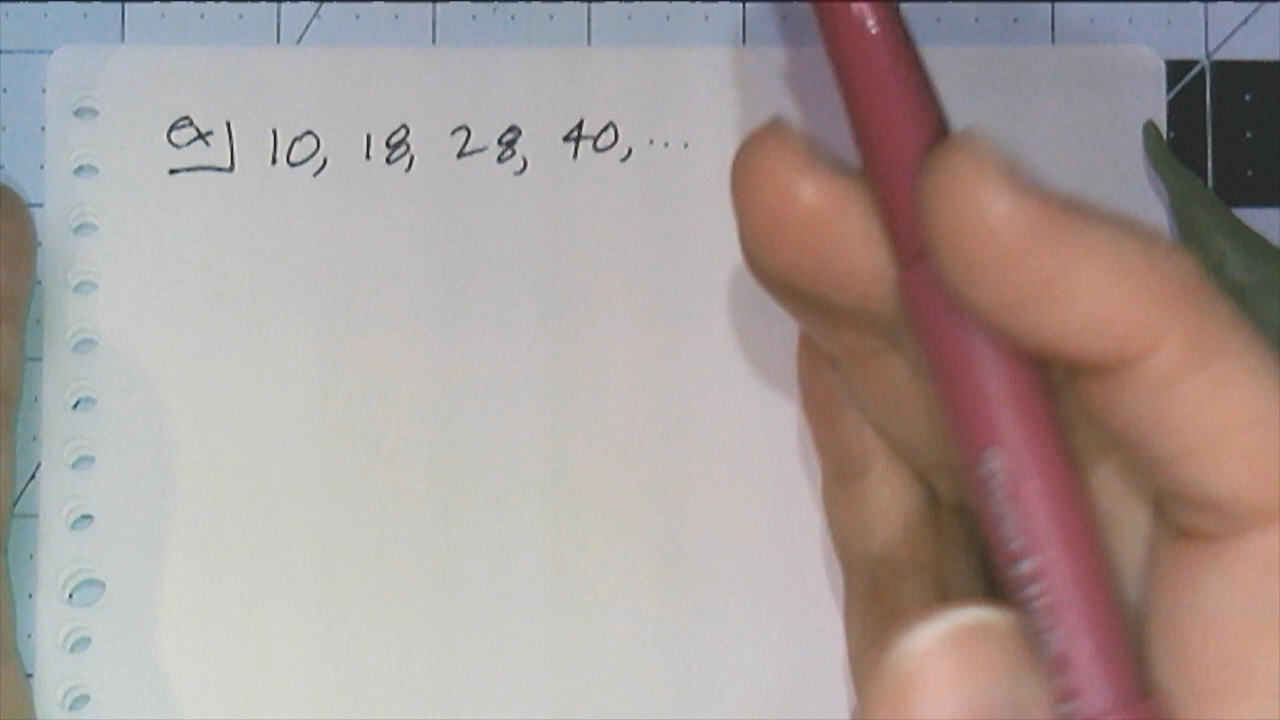 ex] 10, 18, 28, 40, ...